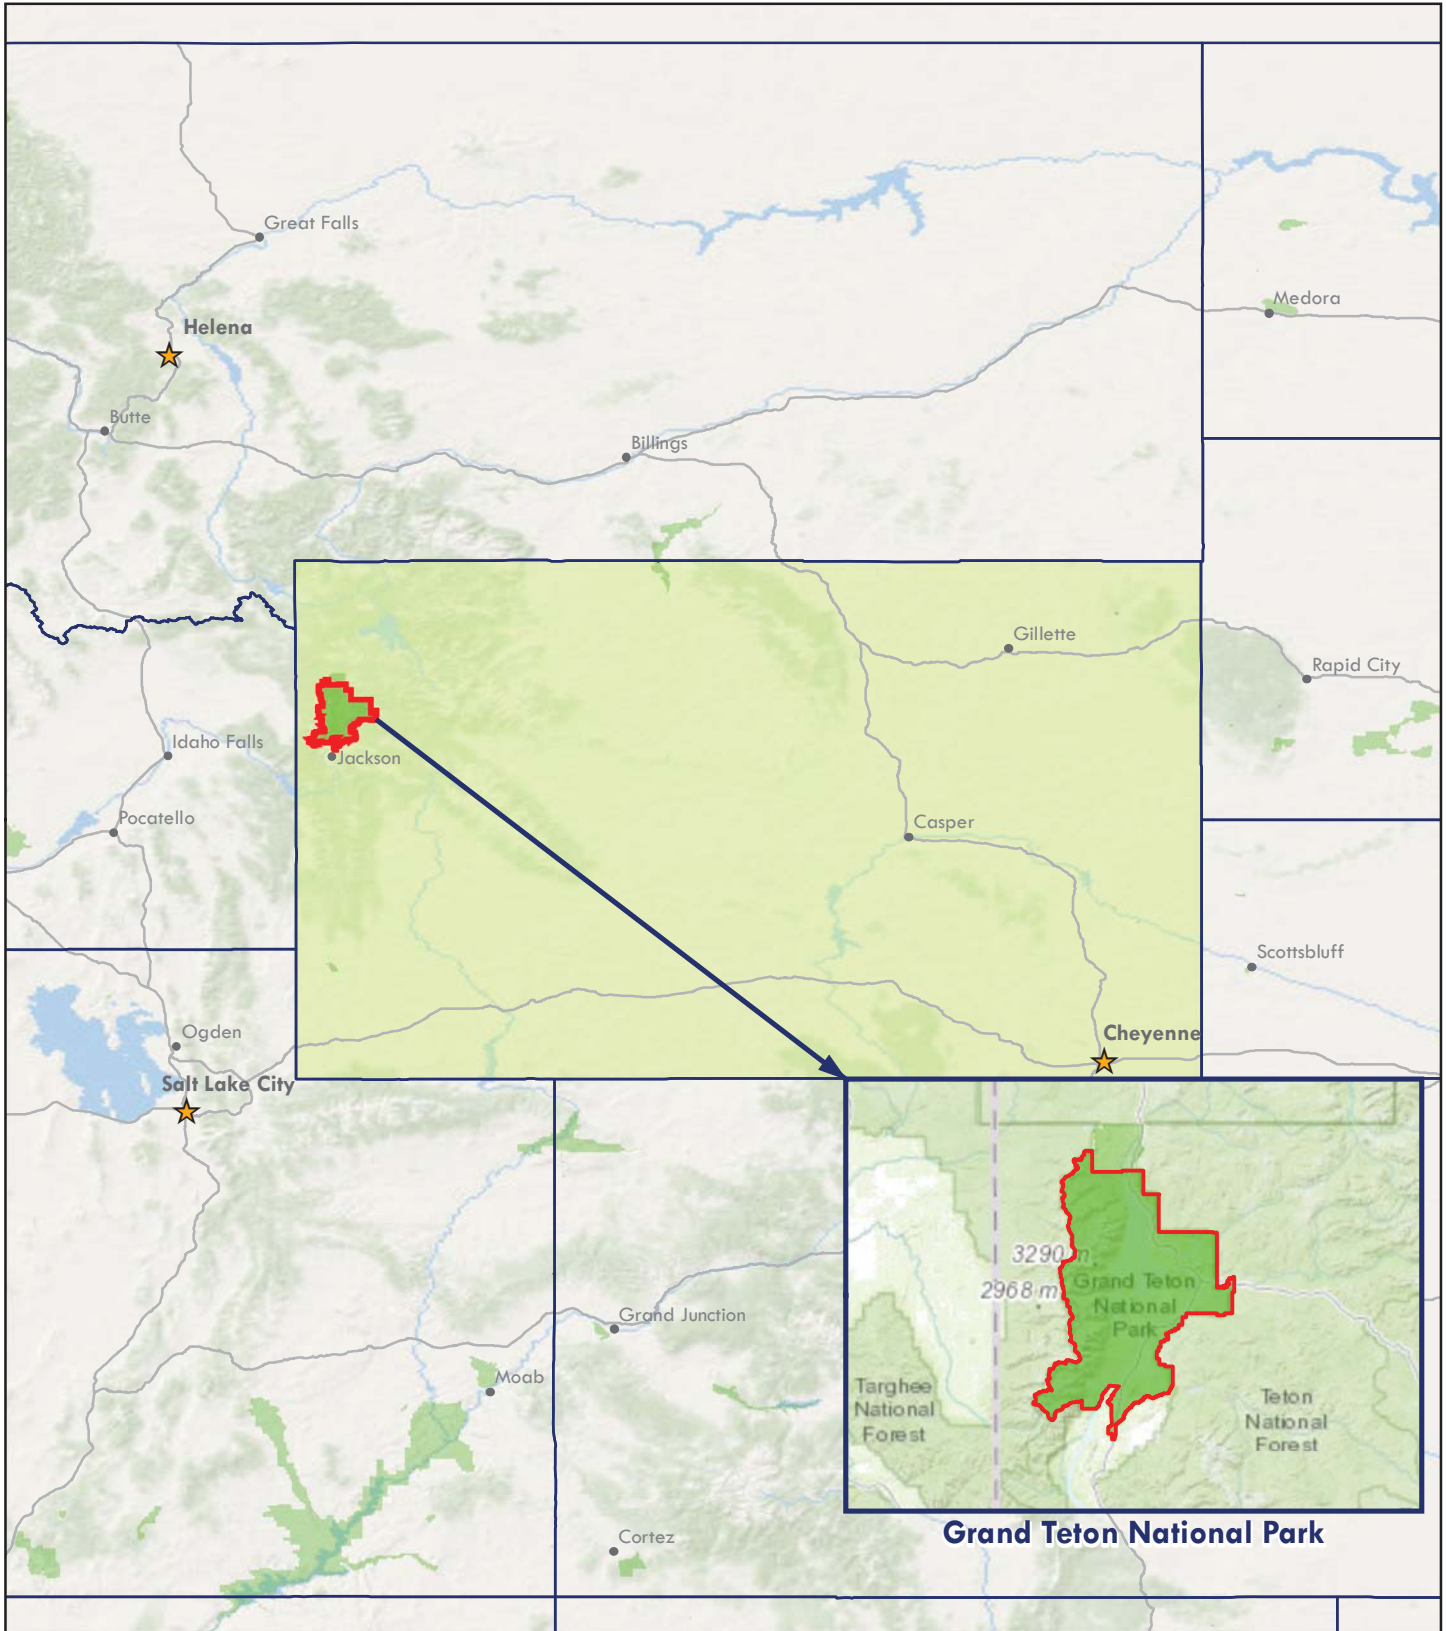 Great Falls
Medora
Helena
Butte
Billings
Gillette
Rapid City
Idaho Falls
Jackson
Pocatello
Casper
Scottsbluff
Ogden
Cheyenne
Salt Lake City
3290 m
2968 m
Grand Teton
National
Park
Grand Junction
Moab
Targhee
National
Forest
Teton
National
Forest
Cortez
Grand Teton National Park